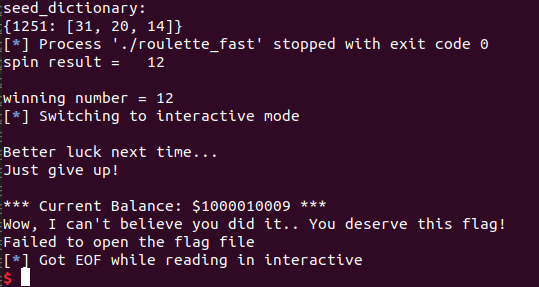 seed_dictionary:
{1251: [31, 20, 14]}
[*] Process './roulette_fast' stopped with exit code 0
spin result =   12
winning number = 12
[*] Switching to interactive mode
Better luck next time...
Just give up!
*** Current Balance: $1000010009 ***
Wow, I can't believe you did it.. You deserve this flag!
Failed to open the flag file
[*] Got EOF while reading in interactive
$